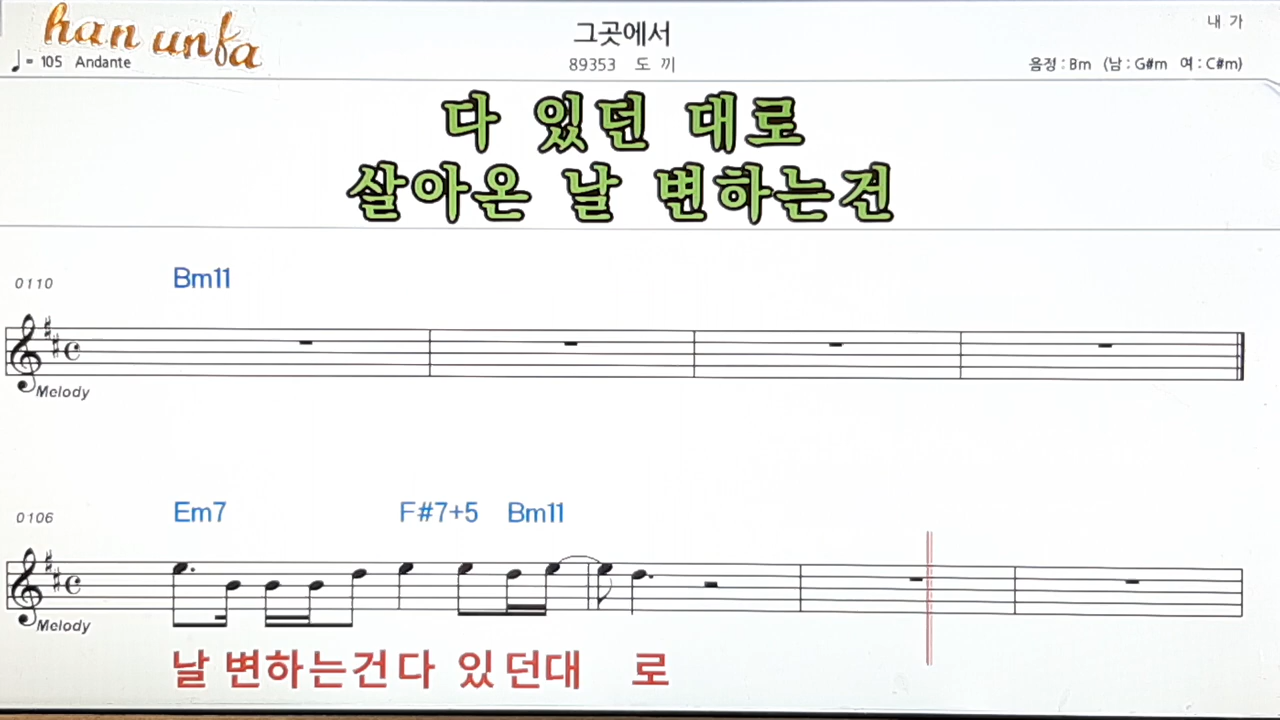 han unfa
그곳에서
내 가
♩= 105 Andante
89353 도 끼
음정 : Bm (남 : G#m 여 : C#m)
다 있던 대로
살아온 날 변하는건
0110
Bm11
Melody
0106
Em7 F#7+5 Bm11
Melody
날 변하는건다 있던대 로